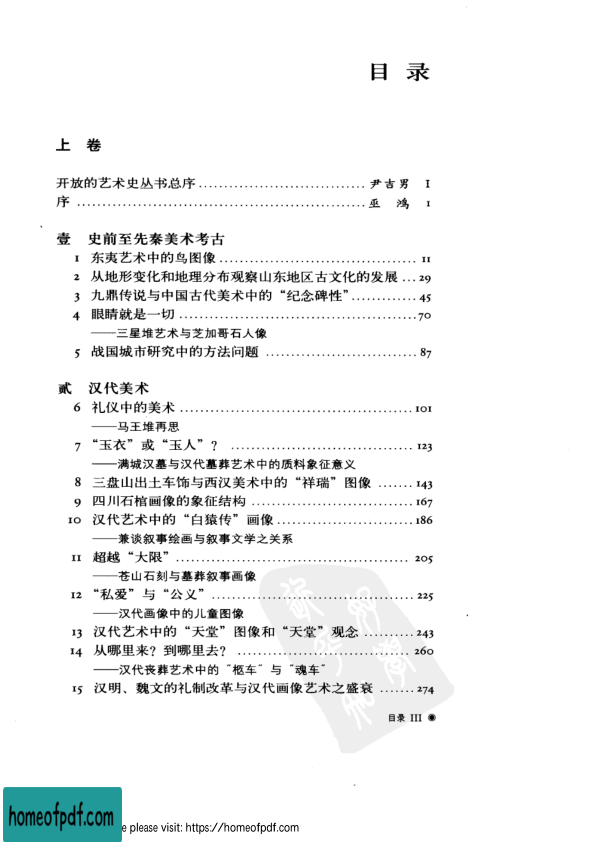 目 录
上 卷
开放的艺术史丛书总序 ................................ 尹吉男 I
序 ........................................................ 巫 鸿 1
壹 史前至先秦美术考古
1 东夷艺术中的鸟图像 ...................................... 11
2 从地形变化和地理分布观察山东地区古文化的发展 ... 29
3 九鼎传说与中国古代美术中的“纪念碑性” ............. 45
4 眼睛就是一切 .............................................. 70
——三星堆艺术与芝加哥石人像
5 战国城市研究中的方法问题 .............................. 87
贰 汉代美术
6 礼仪中的美术 .............................................. 101
——马王堆再思
7 “玉衣”或“玉人”? .................................... 123
——满城汉墓与汉代墓葬艺术中的质料象征意义
8 三盘山出土车饰与西汉美术中的“祥瑞”图像 ....... 143
9 四川石棺画像的象征结构 ................................ 167
10 汉代艺术中的“白猿传”画像 ........................... 186
——兼谈叙事绘画与叙事文学之关系
11 超越“大限” .............................................. 205
——苍山石刻与墓葬叙事画像
12 “私爱”与“公义” ....................................... 225
——汉代画像中的儿童图像
13 汉代艺术中的“天堂”图像和“天堂”观念 .......... 243
14 从哪里来? 到哪里去? .................................. 260
——汉代丧葬艺术中的“柩车”与“魂车”
15 汉明、魏文的礼制改革与汉代画像艺术之盛衰 ....... 274
目录 III ◉
homeofpdf.com
e please visit: https://homeofpdf.com